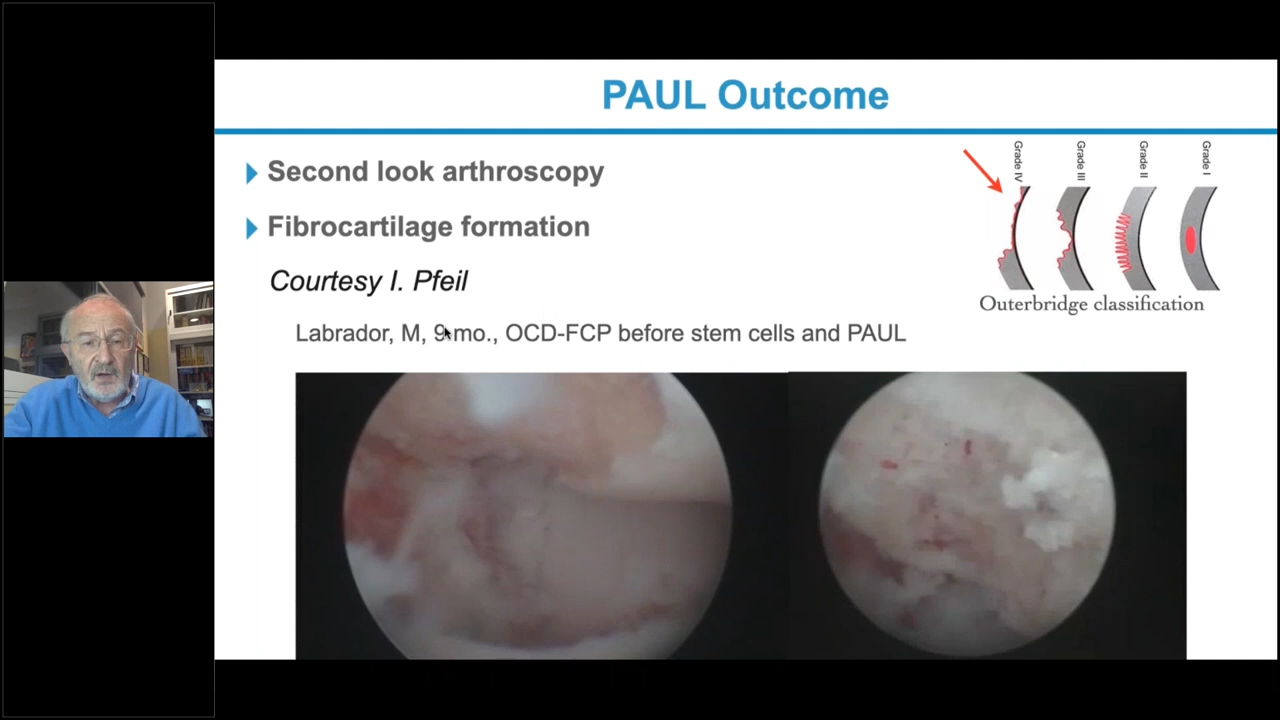 PAUL Outcome
Second look arthroscopy
Fibrocartilage formation
Courtesy I. Pfeil
Labrador, M, 9 mo., OCD-FCP before stem cells and PAUL
Grade IV
Grade III
Grade II
Grade I
Outerbridge classification